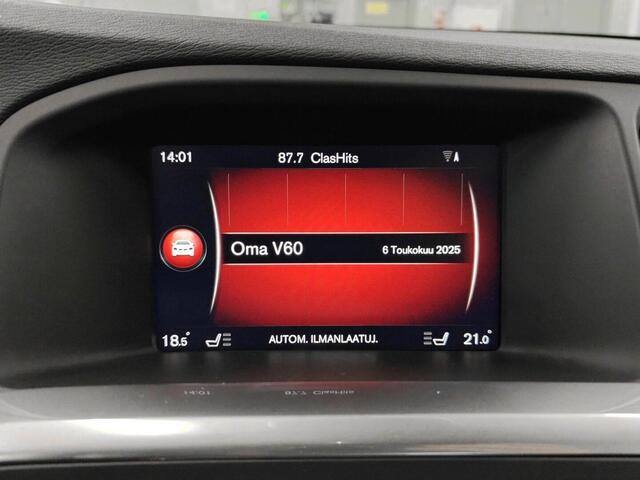 14:01 87.7 ClasHits
Oma V60 6 Toukokuu 2025
18.5° AUTOM. ILMANLAATUJ. 21.0°